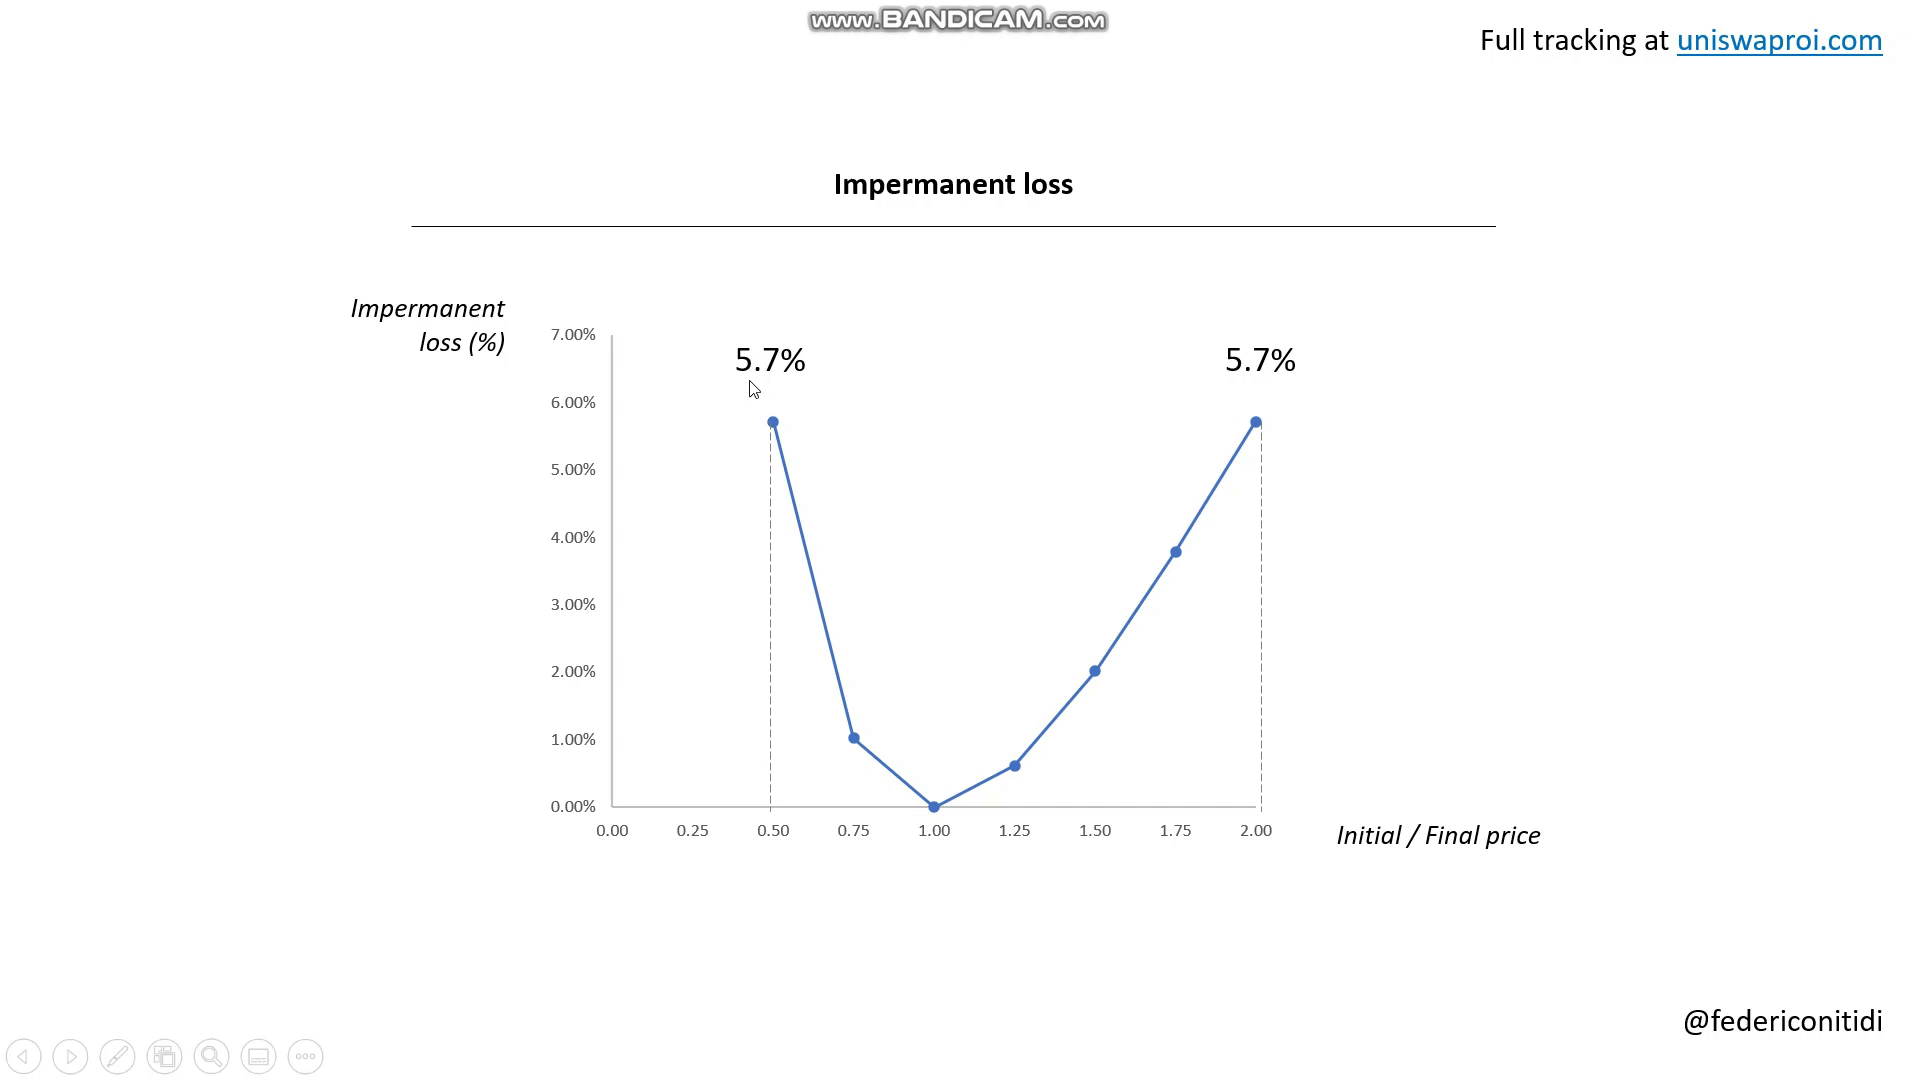 www.BANDICAM.com
Full tracking at uniswaproi.com
Impermanent loss
Impermanent
loss (%)
7.00%
5.7%
5.7%
6.00%
5.00%
4.00%
3.00%
2.00%
1.00%
0.00%
0.00 0.25 0.50 0.75 1.00 1.25 1.50 1.75 2.00
Initial / Final price
@federiconitidi